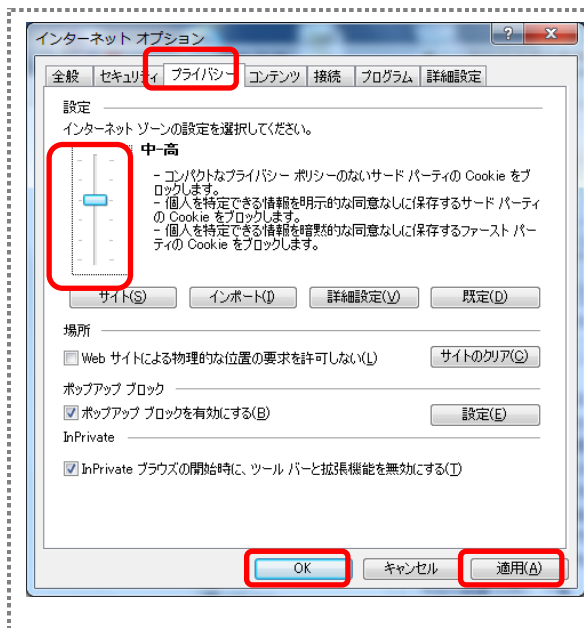 インターネット オプション
全般 セキュリティ プライバシー コンテンツ 接続 プログラム 詳細設定
設定
インターネット ゾーンの設定を選択してください。
中-高
- コンパクトなプライバシー ポリシーのないサード パーティの Cookie をブ
ロックします。
- 個人を特定できる情報を明示的な同意なしに保存するサード パーティ
の Cookie をブロックします。
- 個人を特定できる情報を暗黙的な同意なしに保存するファースト パー
ティの Cookie をブロックします。
サイト(S) インポート(I) 詳細設定(V) 既定(D)
場所
Web サイトによる物理的な位置の要求を許可しない(L) サイトのクリア(C)
ポップアップ ブロック
ポップアップ ブロックを有効にする(B) 設定(E)
InPrivate
InPrivate ブラウズの開始時に、ツール バーと拡張機能を無効にする(T)
OK キャンセル 適用(A)